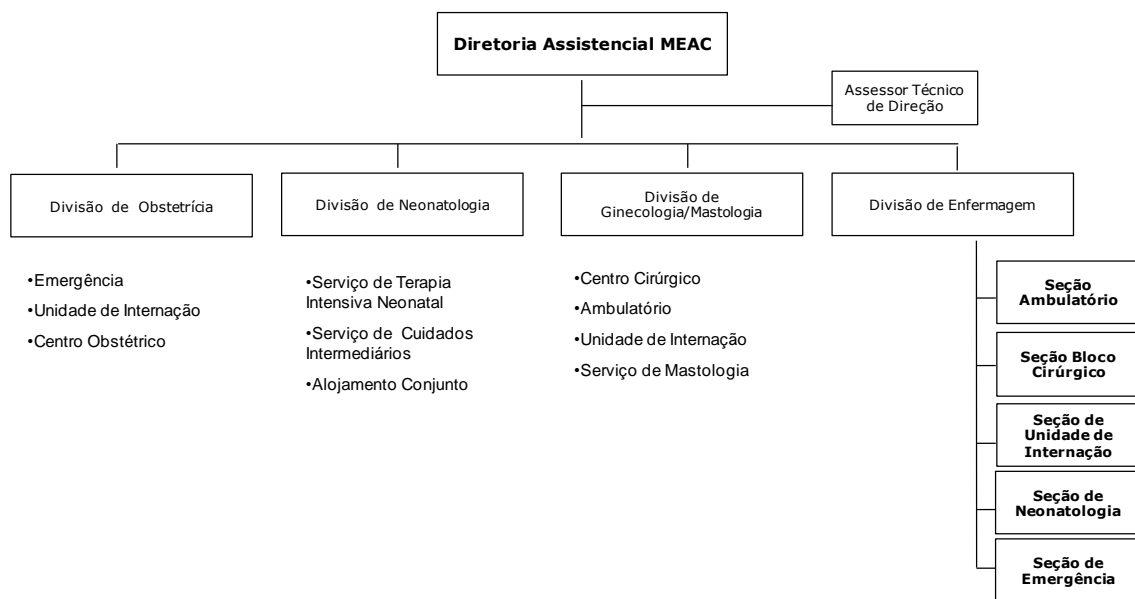 Diretoria Assistencial MEAC
Assessor Técnico
de Direção
Divisão de Obstetrícia
Divisão de Neonatologia
Divisão de
Ginecologia/Mastologia
Divisão de Enfermagem
•Emergência
•Unidade de Internação
•Centro Obstétrico
•Serviço de Terapia
Intensiva Neonatal
•Serviço de Cuidados
Intermediários
•Alojamento Conjunto
•Centro Cirúrgico
•Ambulatório
•Unidade de Internação
•Serviço de Mastologia
Seção
Ambulatório
Seção Bloco
Cirúrgico
Seção de
Unidade de
Internação
Seção de
Neonatologia
Seção de
Emergência